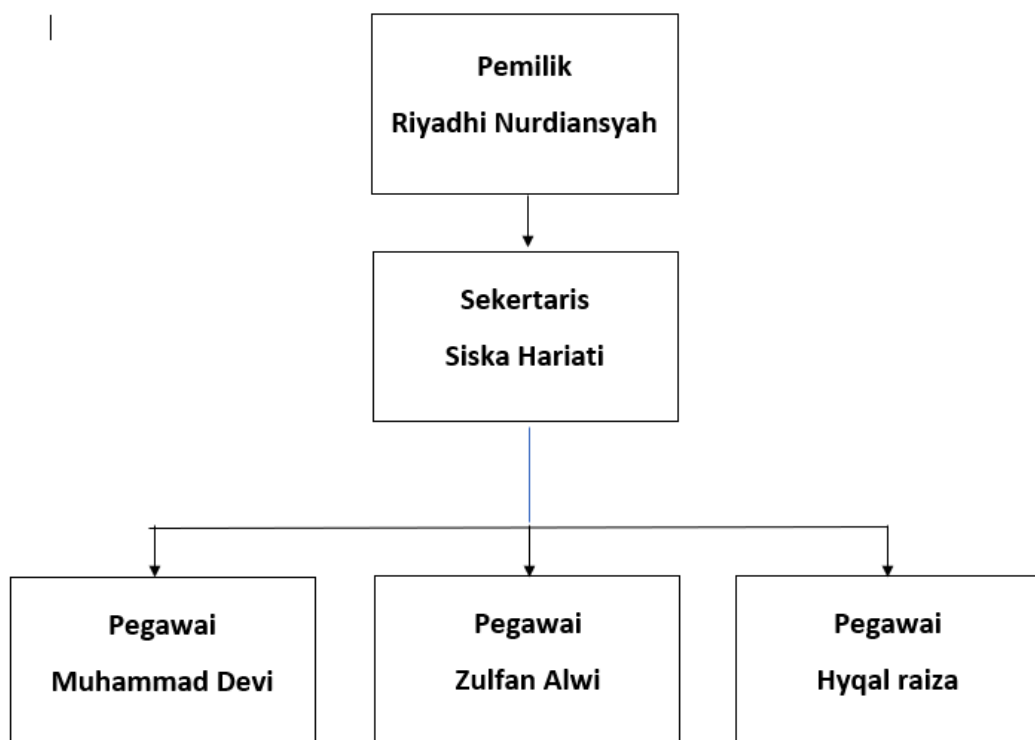 Pemilik
Riyadhi Nurdiansyah
Sekertaris
Siska Hariati
Pegawai
Muhammad Devi
Pegawai
Zulfan Alwi
Pegawai
Hyqal raiza